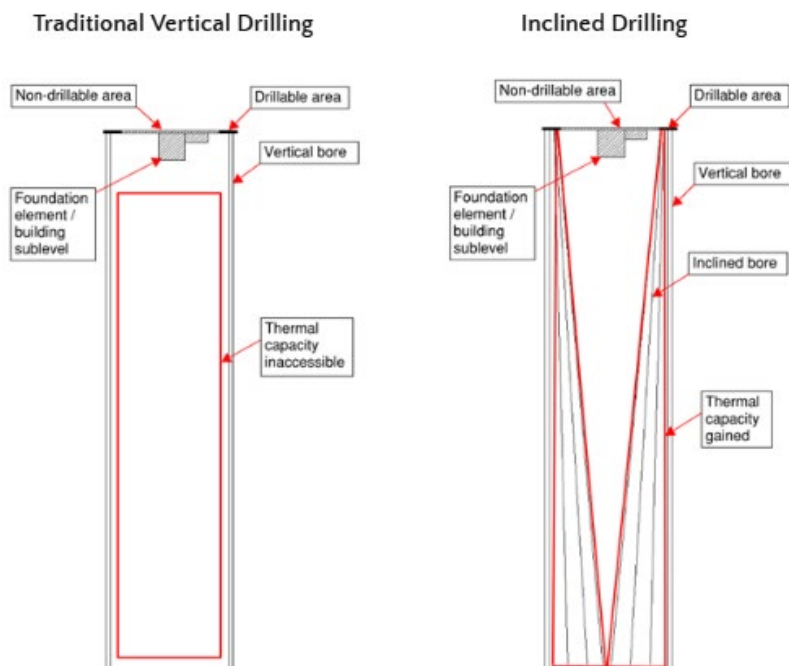 Traditional Vertical Drilling
Non-drillable area
Drillable area
Vertical bore
Foundation
element /
building
sublevel
Thermal
capacity
inaccessible
Inclined Drilling
Non-drillable area
Drillable area
Vertical bore
Foundation
element /
building
sublevel
Inclined bore
Thermal
capacity
gained